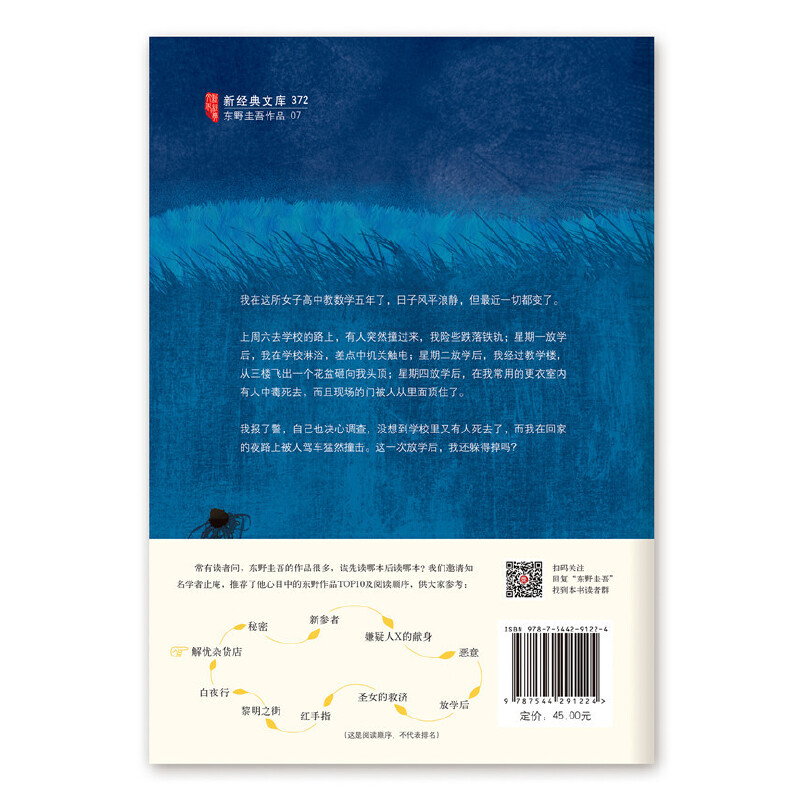 新经典文库 372
东野圭吾作品 07
我在这所女子高中教数学五年了，日子风平浪静，但最近一切都变了。
上周六去学校的路上，有人突然撞过来，我险些跌落铁轨；星期一放学
后，我在学校淋浴，差点中机关触电；星期二放学后，我经过教学楼，
从三楼飞出一个花盆砸向我头顶；星期四放学后，在我常用的更衣室内
有人中毒死去，而且现场的门被人从里面顶住了。
我报了警，自己也决心调查，没想到学校里又有人死去了，而我在回家
的夜路上被人驾车猛然撞击。这一次放学后，我还躲得掉吗？
常有读者问，东野圭吾的作品很多，该先读哪本后读哪本？我们邀请知
名学者止庵，推荐了他心目中的东野作品TOP10及阅读顺序，供大家参考：
扫码关注
回复“东野圭吾”
找到本书读者群
解忧杂货店
秘密
新参者
嫌疑人X的献身
恶意
放学后
圣女的救济
红手指
黎明之街
白夜行
(这是阅读顺序，不代表排名)
ISBN 978-7-5442-9122-4
9 787544 291224 >
定价：45.00元